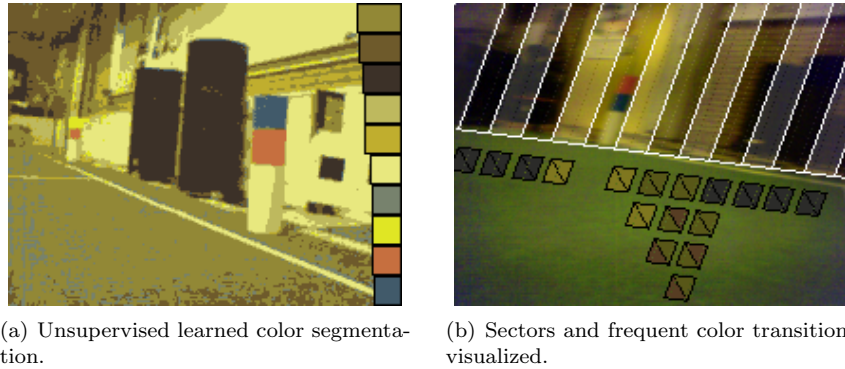 (a) Unsupervised learned color segmenta-
tion.
(b) Sectors and frequent color transition
visualized.